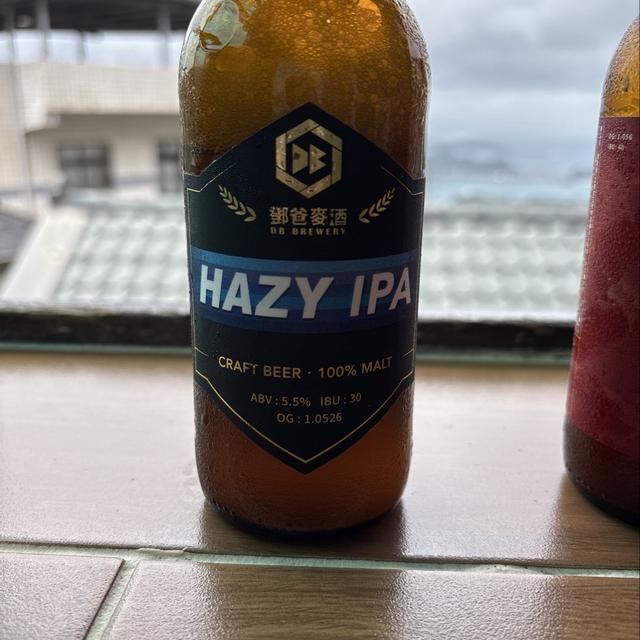 DB
鄧爸麥酒
DB BREWERY
HAZY IPA
CRAFT BEER · 100% MALT
ABV : 5.5% IBU : 30
OG : 1.0526